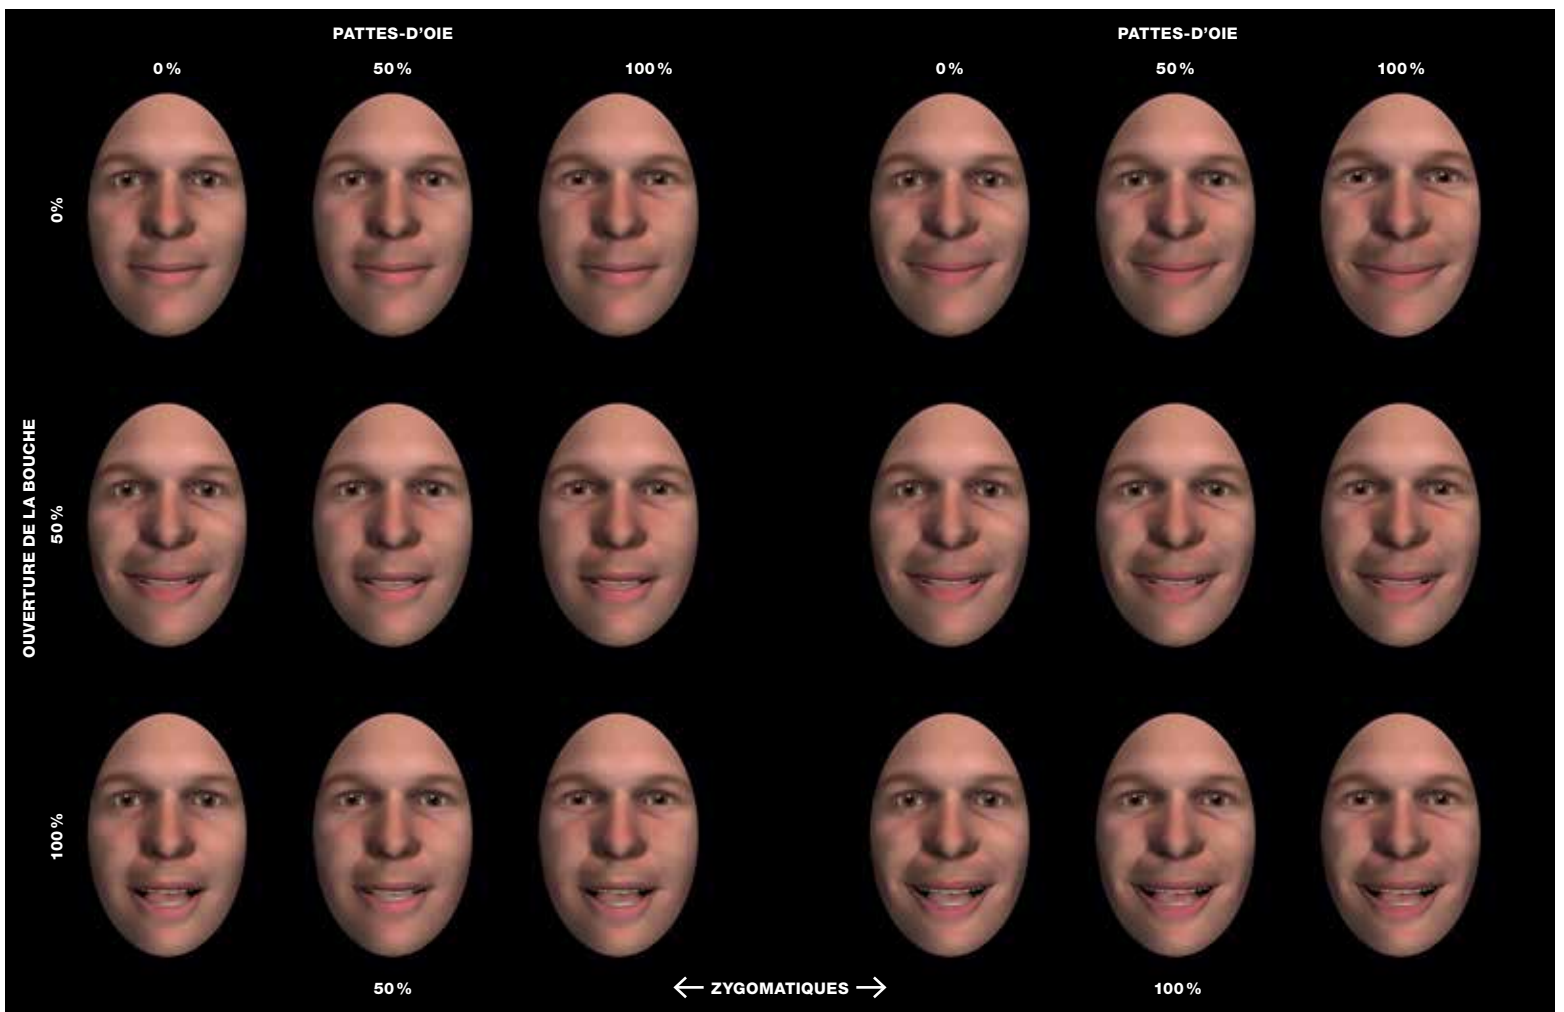 PATTES-D’OIE PATTES-D’OIE
0 % 50 % 100 % 0 % 50 % 100 %
0%
OUVERTURE DE LA BOUCHE
50 %
100 %
50 % ZYGOMATIQUES 100 %